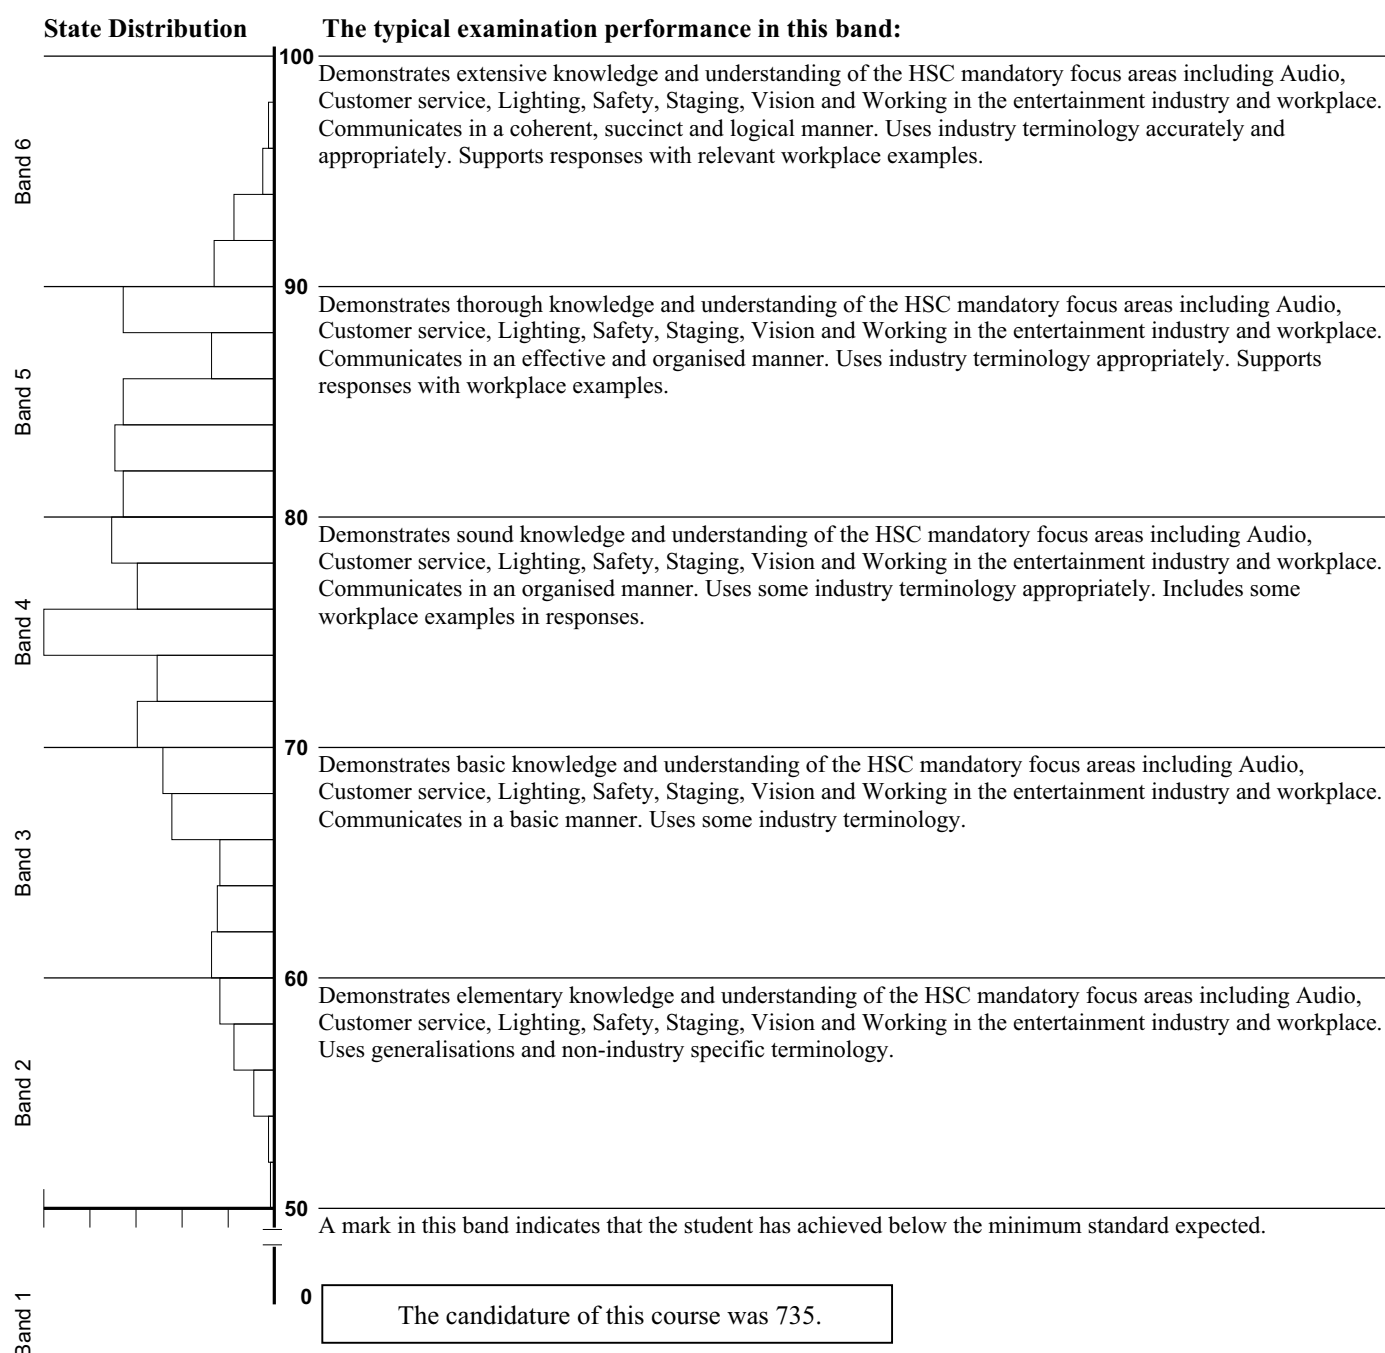 State Distribution
The typical examination performance in this band:
100
Band 6
Demonstrates extensive knowledge and understanding of the HSC mandatory focus areas including Audio,
Customer service, Lighting, Safety, Staging, Vision and Working in the entertainment industry and workplace.
Communicates in a coherent, succinct and logical manner. Uses industry terminology accurately and
appropriately. Supports responses with relevant workplace examples.
90
Band 5
Demonstrates thorough knowledge and understanding of the HSC mandatory focus areas including Audio,
Customer service, Lighting, Safety, Staging, Vision and Working in the entertainment industry and workplace.
Communicates in an effective and organised manner. Uses industry terminology appropriately. Supports
responses with workplace examples.
80
Band 4
Demonstrates sound knowledge and understanding of the HSC mandatory focus areas including Audio,
Customer service, Lighting, Safety, Staging, Vision and Working in the entertainment industry and workplace.
Communicates in an organised manner. Uses some industry terminology appropriately. Includes some
workplace examples in responses.
70
Band 3
Demonstrates basic knowledge and understanding of the HSC mandatory focus areas including Audio,
Customer service, Lighting, Safety, Staging, Vision and Working in the entertainment industry and workplace.
Communicates in a basic manner. Uses some industry terminology.
60
Band 2
Demonstrates elementary knowledge and understanding of the HSC mandatory focus areas including Audio,
Customer service, Lighting, Safety, Staging, Vision and Working in the entertainment industry and workplace.
Uses generalisations and non-industry specific terminology.
50
A mark in this band indicates that the student has achieved below the minimum standard expected.
0
Band 1
The candidature of this course was 735.